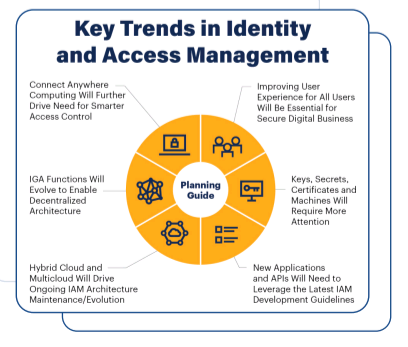 Key Trends in Identity
and Access Management
Connect Anywhere
Computing Will Further
Drive Need for Smarter
Access Control
Improving User
Experience for All Users
Will Be Essential for
Secure Digital Business
IGA Functions Will
Evolve to Enable
Decentralized
Architecture
Planning
Guide
Keys, Secrets,
Certificates and
Machines Will
Require More
Attention
Hybrid Cloud and
Multicloud Will Drive
Ongoing IAM Architecture
Maintenance/Evolution
New Applications
and APIs Will Need to
Leverage the Latest IAM
Development Guidelines